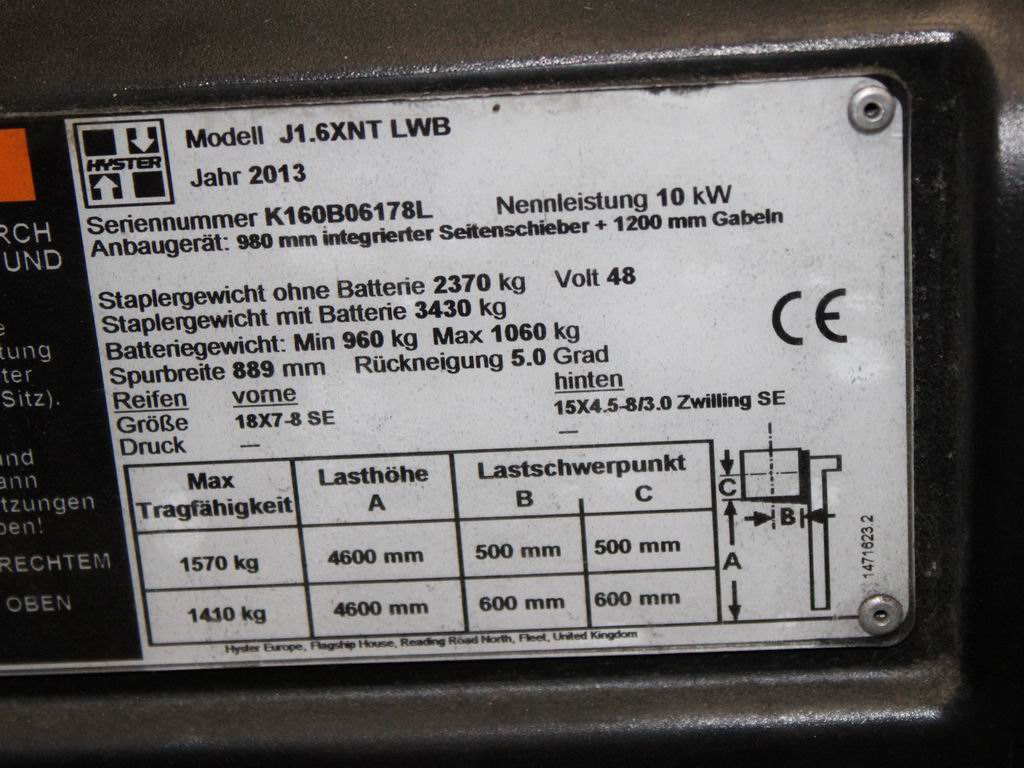 HYSTER
Modell J1.6XNT LWB
Jahr 2013
Seriennummer K160B06178L Nennleistung 10 kW
Anbaugerät: 980 mm integrierter Seitenschieber + 1200 mm Gabeln
Staplergewicht ohne Batterie 2370 kg Volt 48
Staplergewicht mit Batterie 3430 kg
Batteriegewicht: Min 960 kg Max 1060 kg
Spurbreite 889 mm Rückneigung 5.0 Grad
Reifen vorne hinten
Größe 18X7-8 SE 15X4.5-8/3.0 Zwilling SE
Druck — —
CE
Max Tragfähigkeit Lasthöhe A Lastschwerpunkt B C
1570 kg 4600 mm 500 mm 500 mm
1410 kg 4600 mm 600 mm 600 mm
C
B
A
1471623.2
Hyster Europe, Flagship House, Reading Road North, Fleet, United Kingdom
RCH
UND
e
tung
ter
Sitz).
und
ann
tzungen
ben!
RECHTEM
OBEN